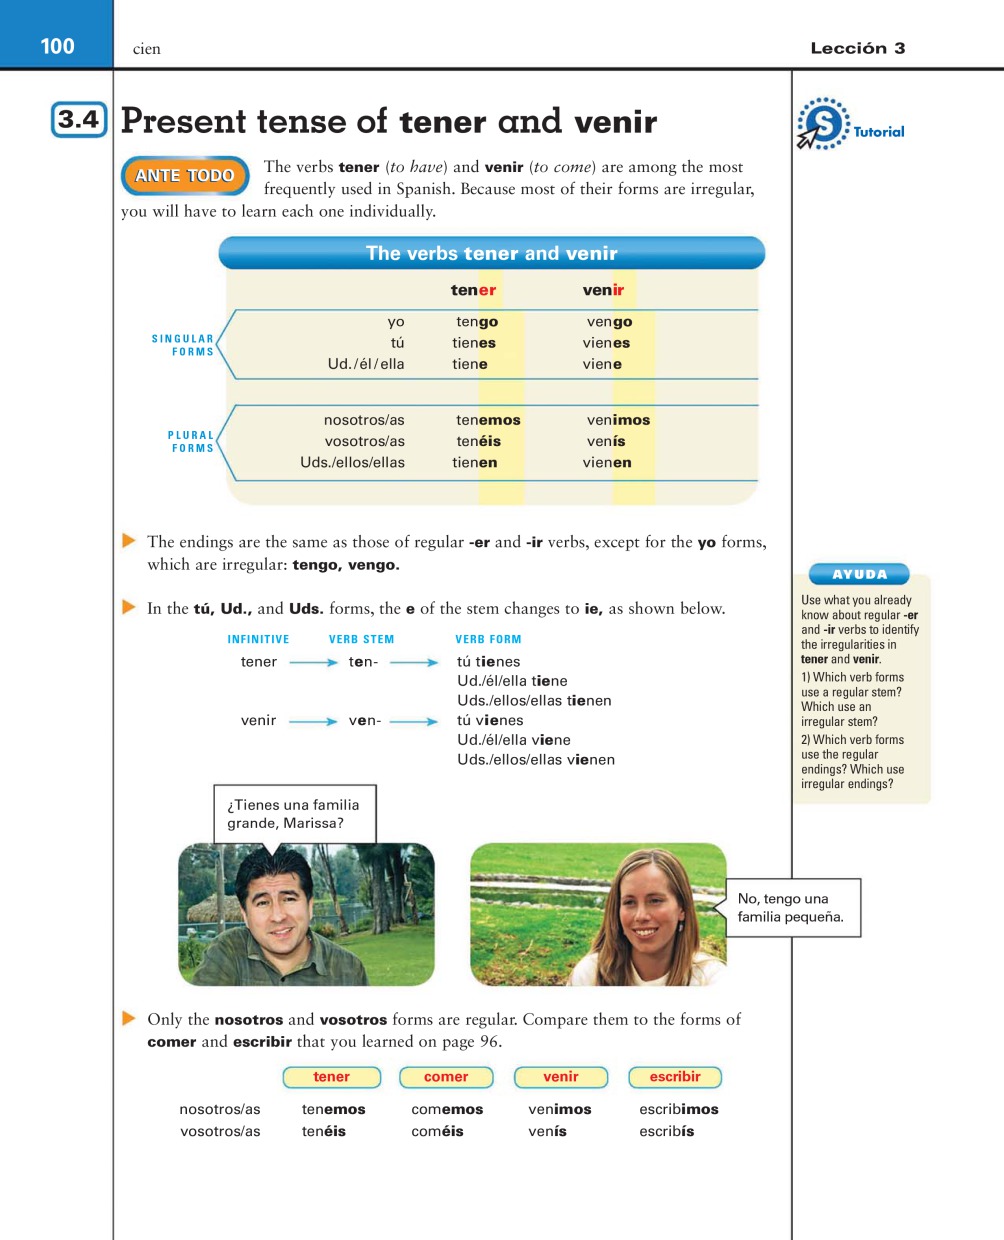 100
cien
Lección 3
3.4 Present tense of tener and venir
Tutorial
S
ANTE TODO
The verbs tener (to have) and venir (to come) are among the most
frequently used in Spanish. Because most of their forms are irregular,
you will have to learn each one individually.
The verbs tener and venir
tener venir
SINGULAR
FORMS
yo tengo vengo
tú tienes vienes
Ud./él/ella tiene viene
PLURAL
FORMS
nosotros/as tenemos venimos
vosotros/as tenéis venís
Uds./ellos/ellas tienen vienen
The endings are the same as those of regular -er and -ir verbs, except for the yo forms,
which are irregular: tengo, vengo.
In the tú, Ud., and Uds. forms, the e of the stem changes to ie, as shown below.
INFINITIVE VERB STEM VERB FORM
tener ten- tú tienes
Ud./él/ella tiene
Uds./ellos/ellas tienen
venir ven- tú vienes
Ud./él/ella viene
Uds./ellos/ellas vienen
AYUDA
Use what you already
know about regular -er
and -ir verbs to identify
the irregularities in
tener and venir.
1) Which verb forms
use a regular stem?
Which use an
irregular stem?
2) Which verb forms
use the regular
endings? Which use
irregular endings?
¿Tienes una familia
grande, Marissa?
No, tengo una
familia pequeña.
Only the nosotros and vosotros forms are regular. Compare them to the forms of
comer and escribir that you learned on page 96.
tener comer venir escribir
nosotros/as tenemos comemos venimos escribimos
vosotros/as tenéis coméis venís escribís